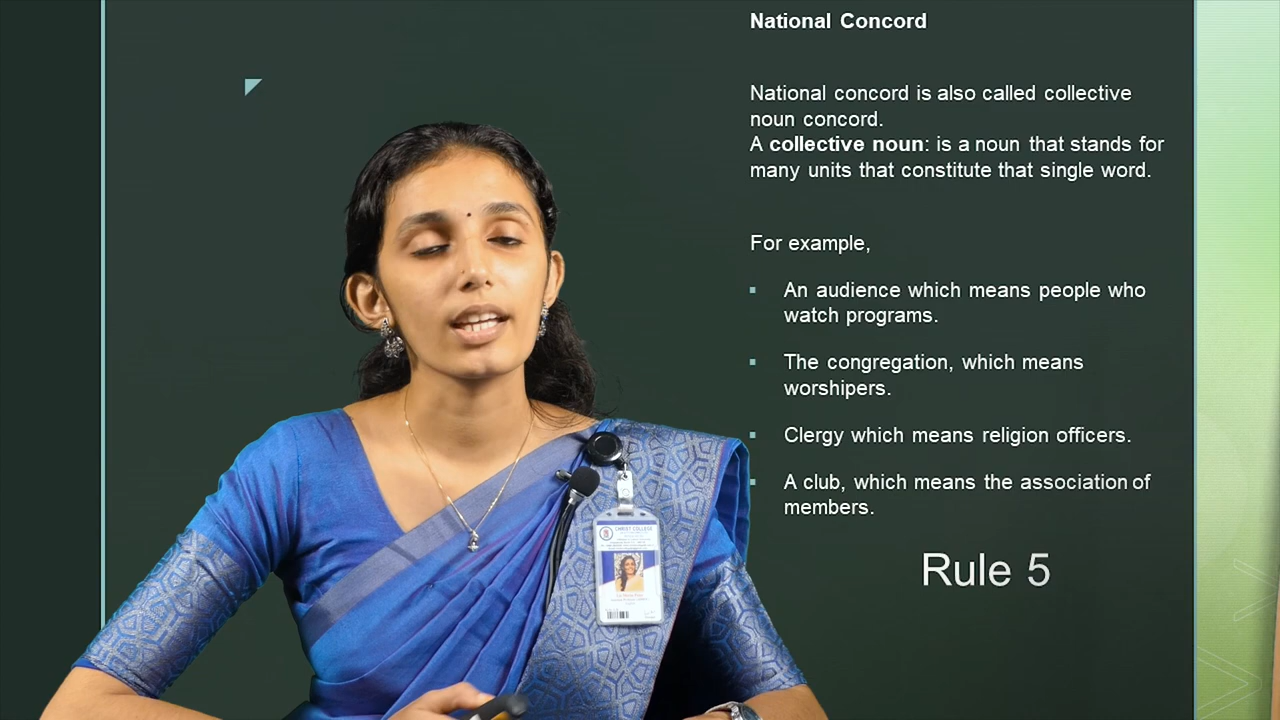 National Concord
National concord is also called collective
noun concord.
A collective noun: is a noun that stands for
many units that constitute that single word.
For example,
▪ An audience which means people who
watch programs.
▪ The congregation, which means
worshipers.
▪ Clergy which means religion officers.
▪ A club, which means the association of
members.
Rule 5
CHRIST COLLEGE